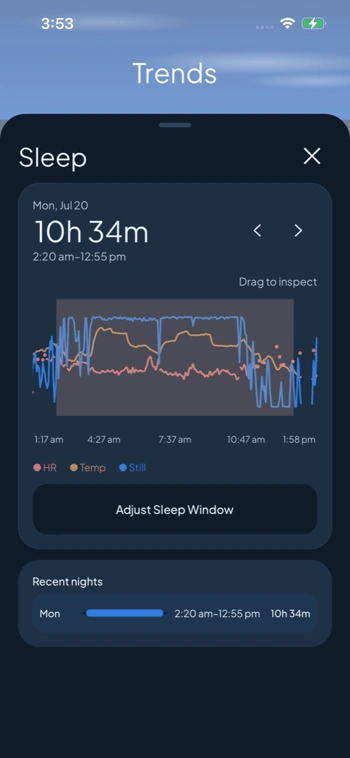 3:53
Trends
Sleep
Mon, Jul 20
10h 34m
2:20 am–12:55 pm
Drag to inspect
1:17 am 4:27 am 7:37 am 10:47 am 1:58 pm
HR Temp Still
Adjust Sleep Window
Recent nights
Mon 2:20 am–12:55 pm 10h 34m